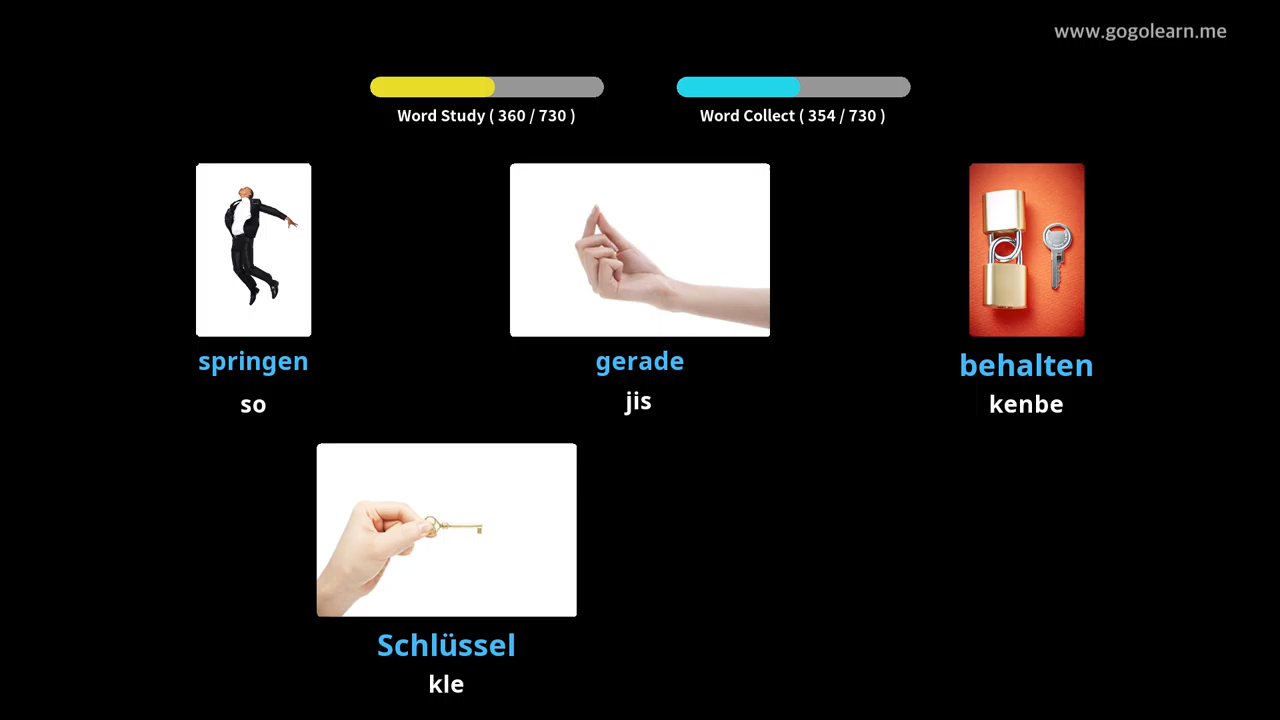 www.gogolearn.me
Word Study ( 360 / 730 )
Word Collect ( 354 / 730 )
springen
so
gerade
jis
behalten
kenbe
Schlüssel
kle